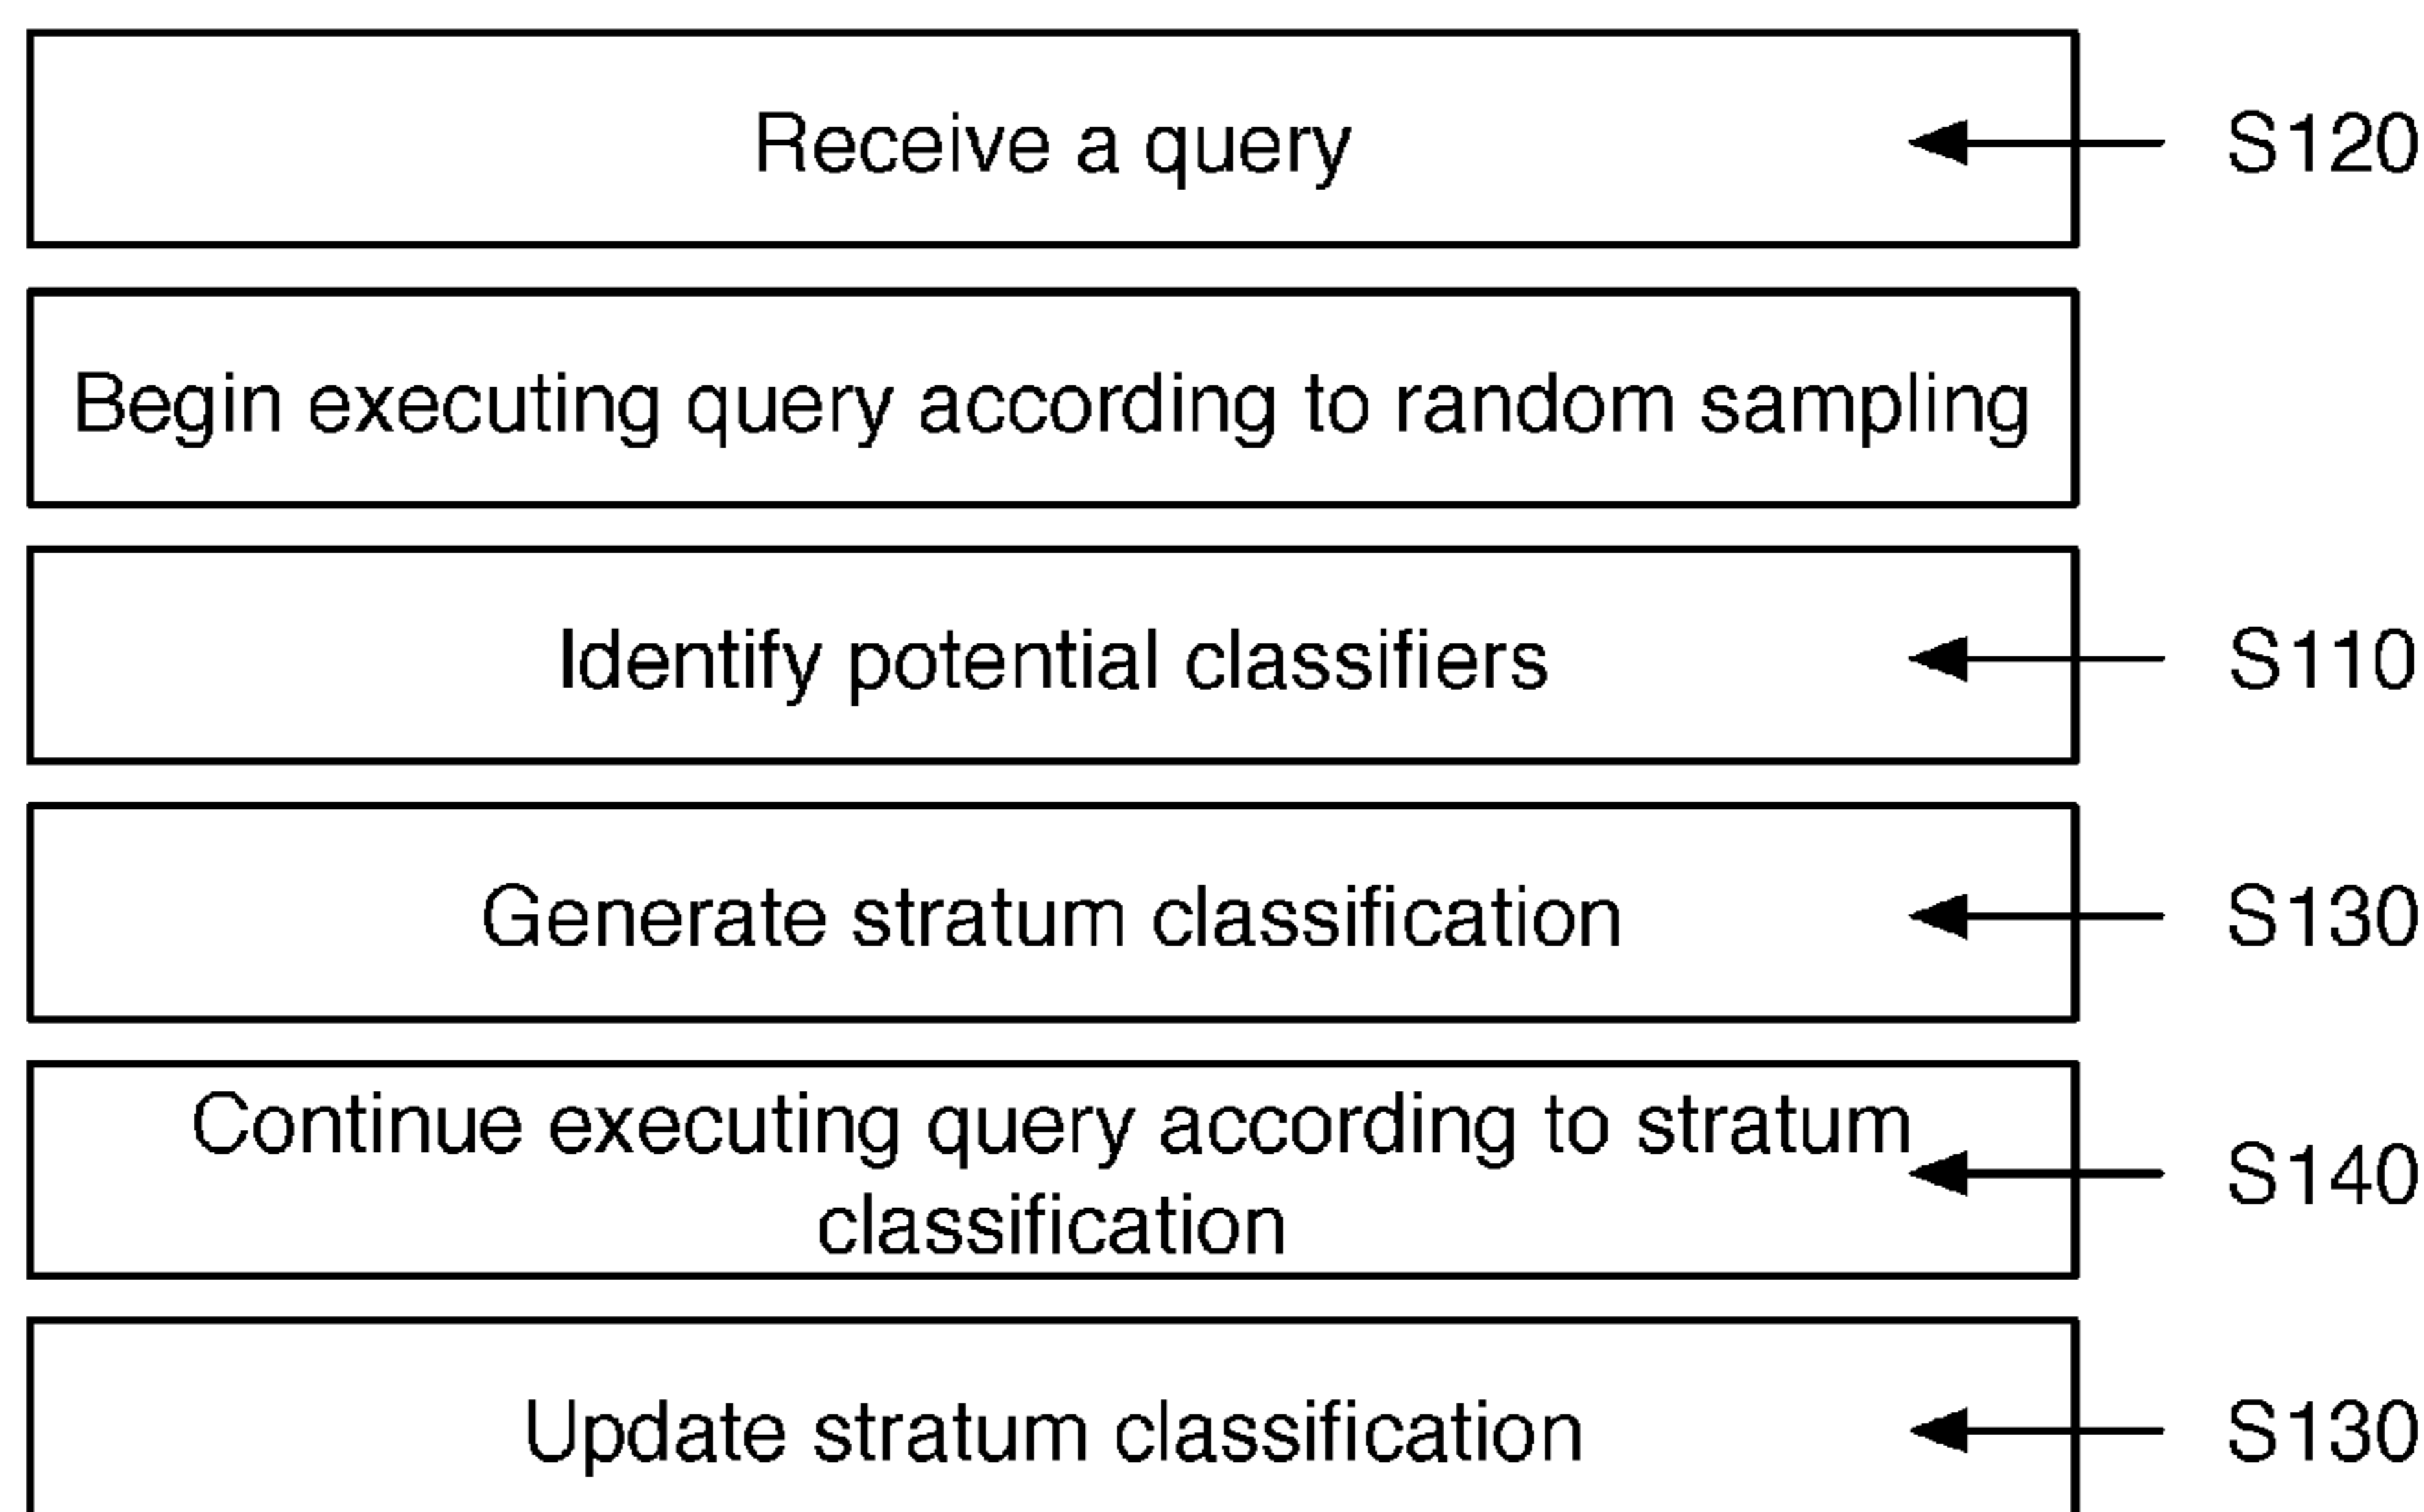 Receive a query
S120
Begin executing query according to random sampling
Identify potential classifiers
S110
Generate stratum classification
S130
Continue executing query according to stratum
classification
S140
Update stratum classification
S130